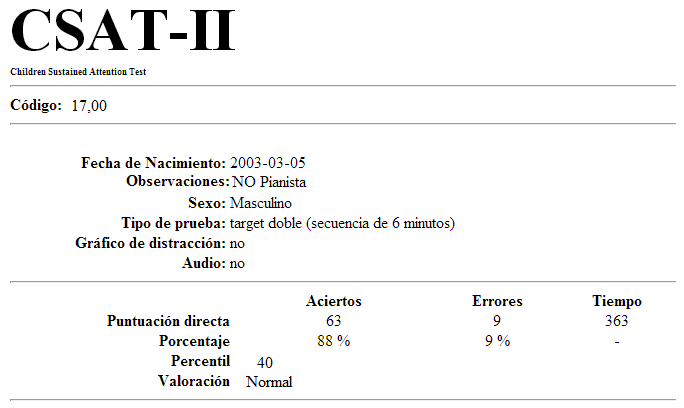 CSAT-II
Children Sustained Attention Test
Código: 17,00
Fecha de Nacimiento: 2003-03-05
Observaciones: NO Pianista
Sexo: Masculino
Tipo de prueba: target doble (secuencia de 6 minutos)
Gráfico de distracción: no
Audio: no
Aciertos Errores Tiempo
Puntuación directa 63 9 363
Porcentaje 88 % 9 % -
Percentil 40
Valoración Normal